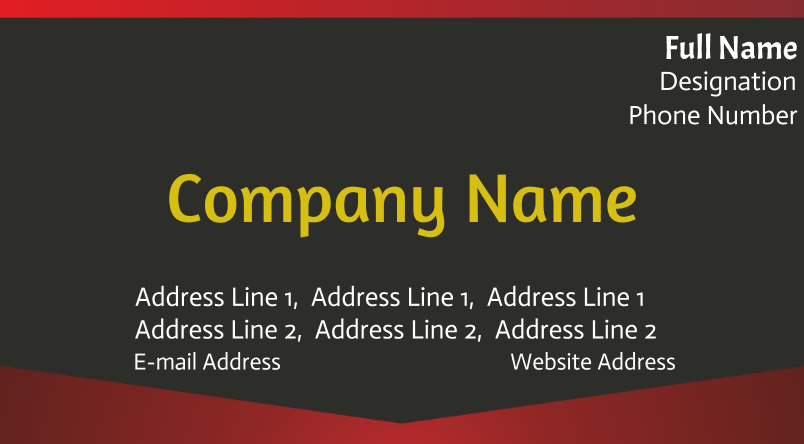 Full Name
Designation
Phone Number
Company Name
Address Line 1, Address Line 1, Address Line 1
Address Line 2, Address Line 2, Address Line 2
E-mail Address Website Address